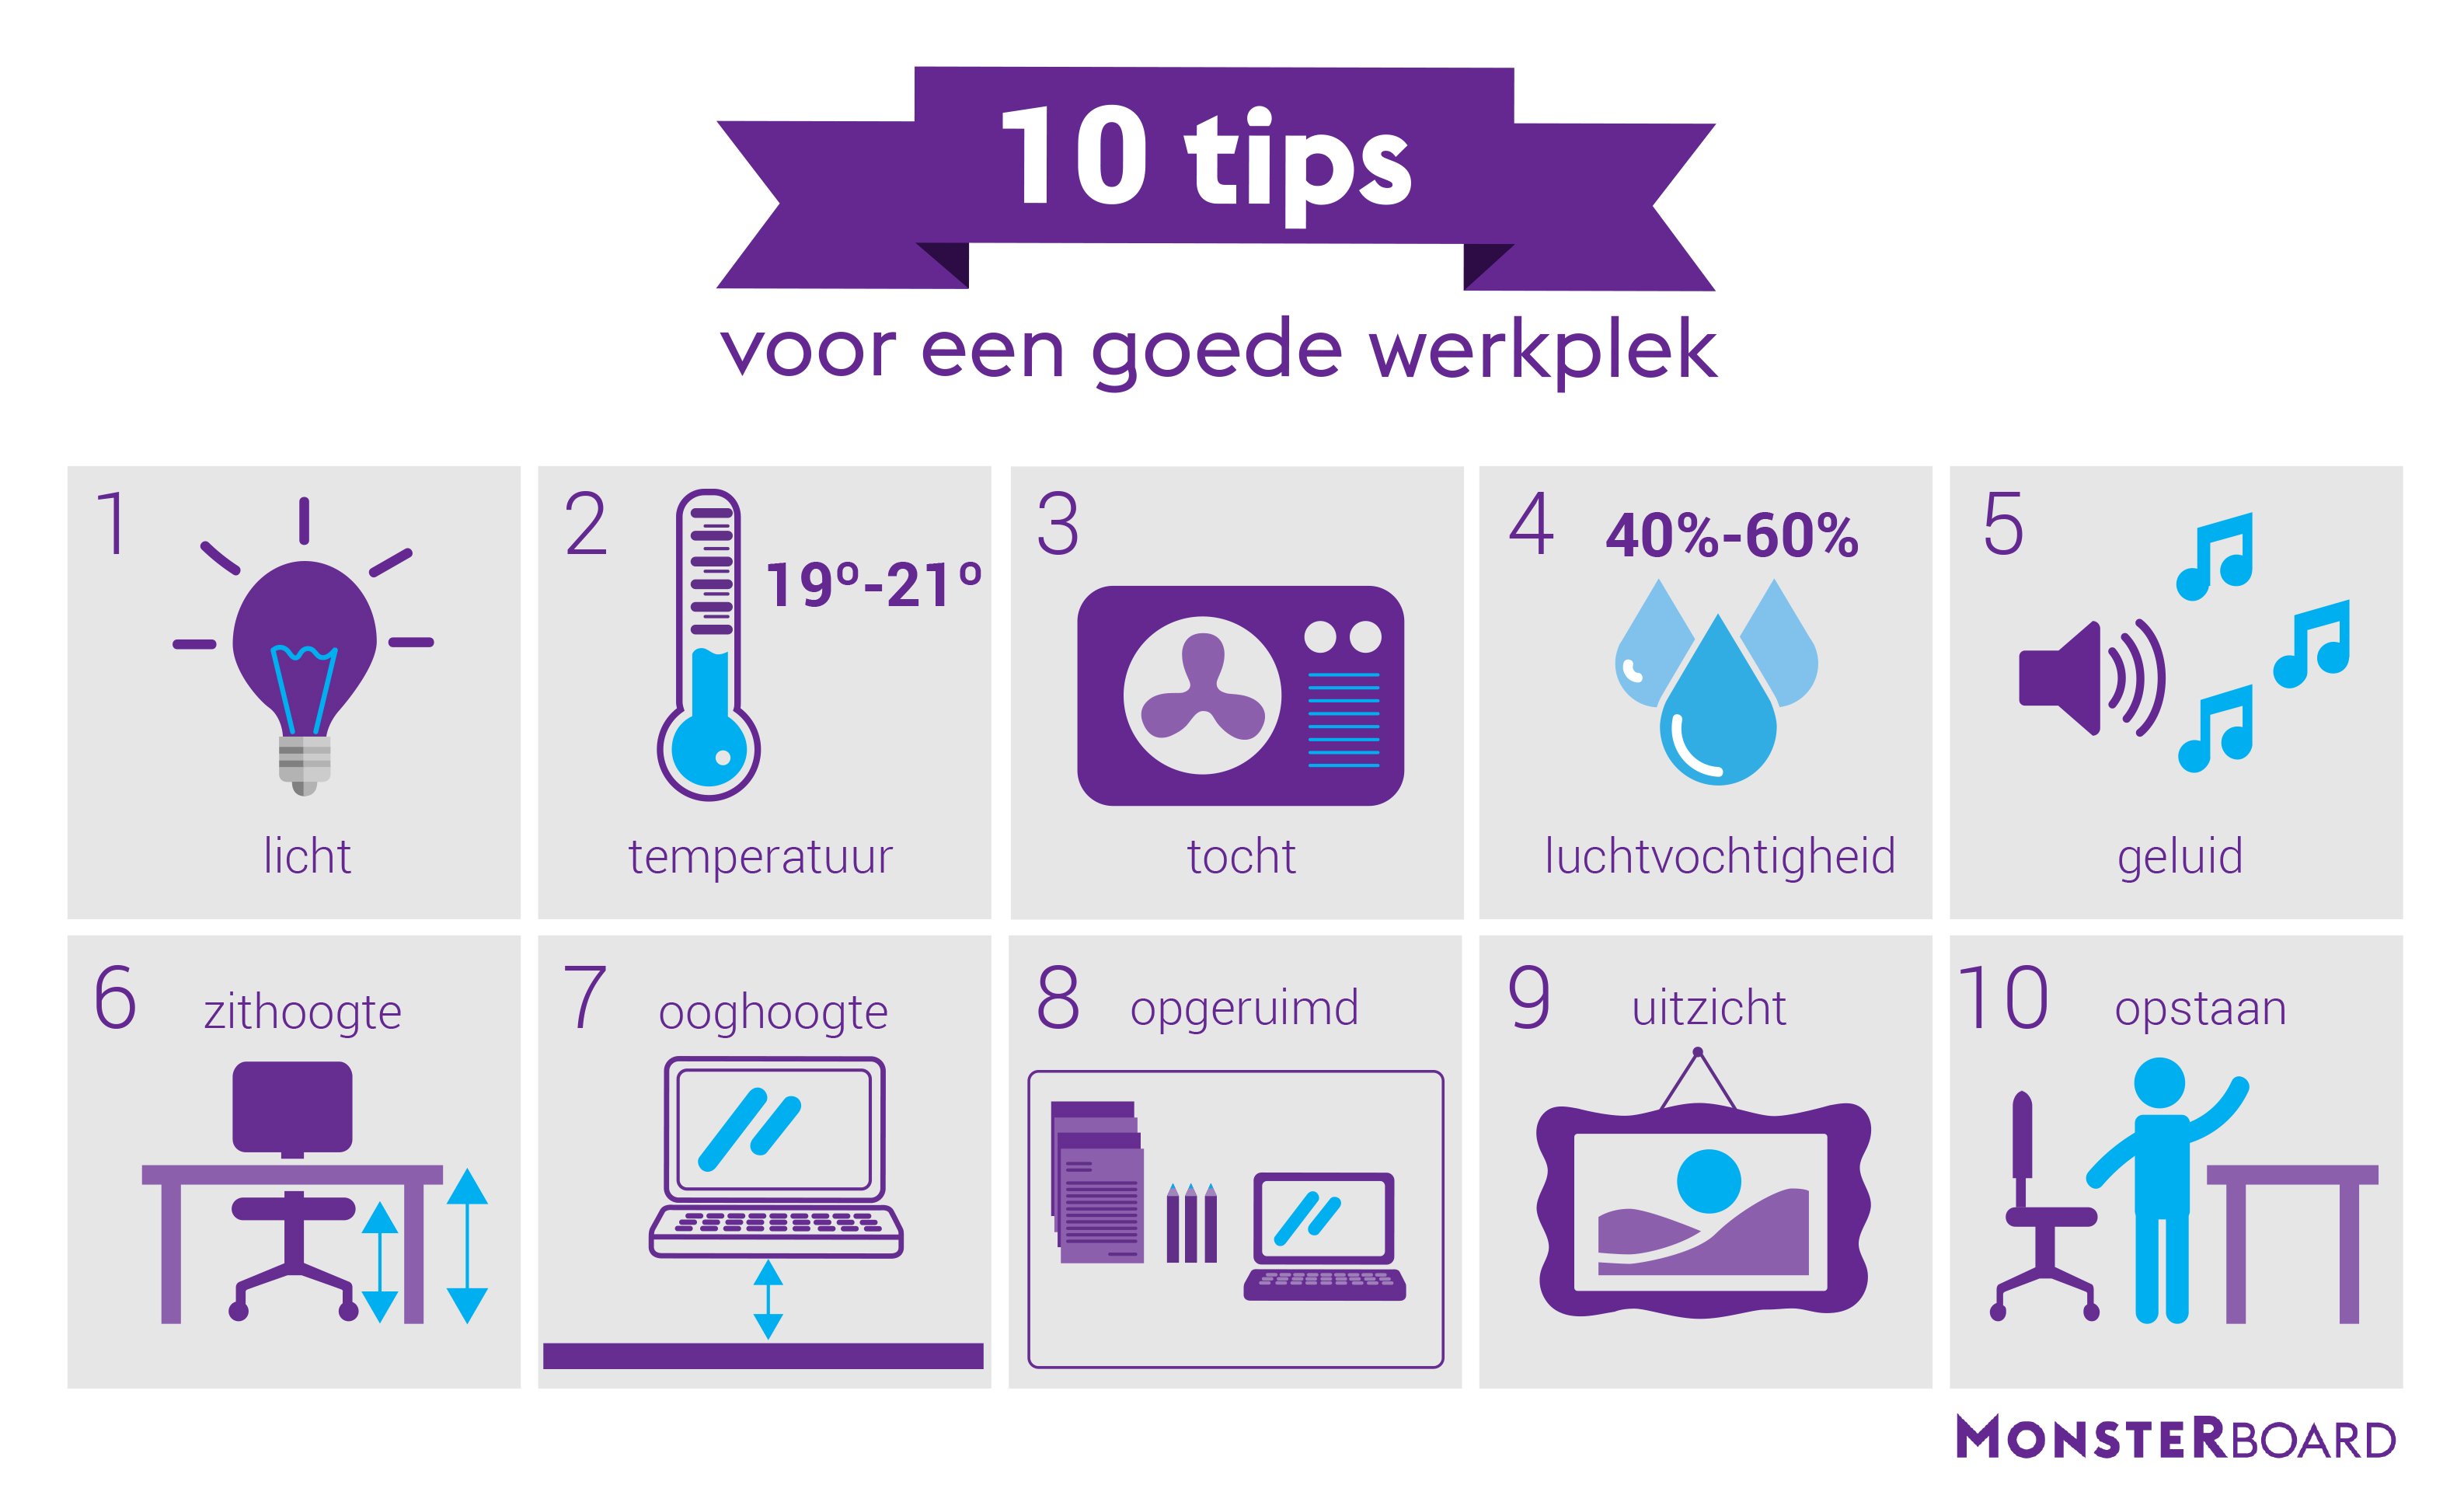 10 tips
voor een goede werkplek
1
licht
2
19º-21º
temperatuur
3
tocht
4
40%-60%
luchtvochtigheid
5
geluid
6 zithoogte
7 ooghoogte
8 opgeruimd
9 uitzicht
10 opstaan
MONSTERBOARD